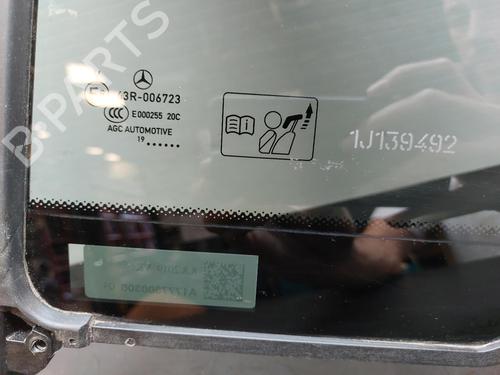 B-PARTS
43R-006723
E000255 20C
AGC AUTOMOTIVE
19 ......
1J139492